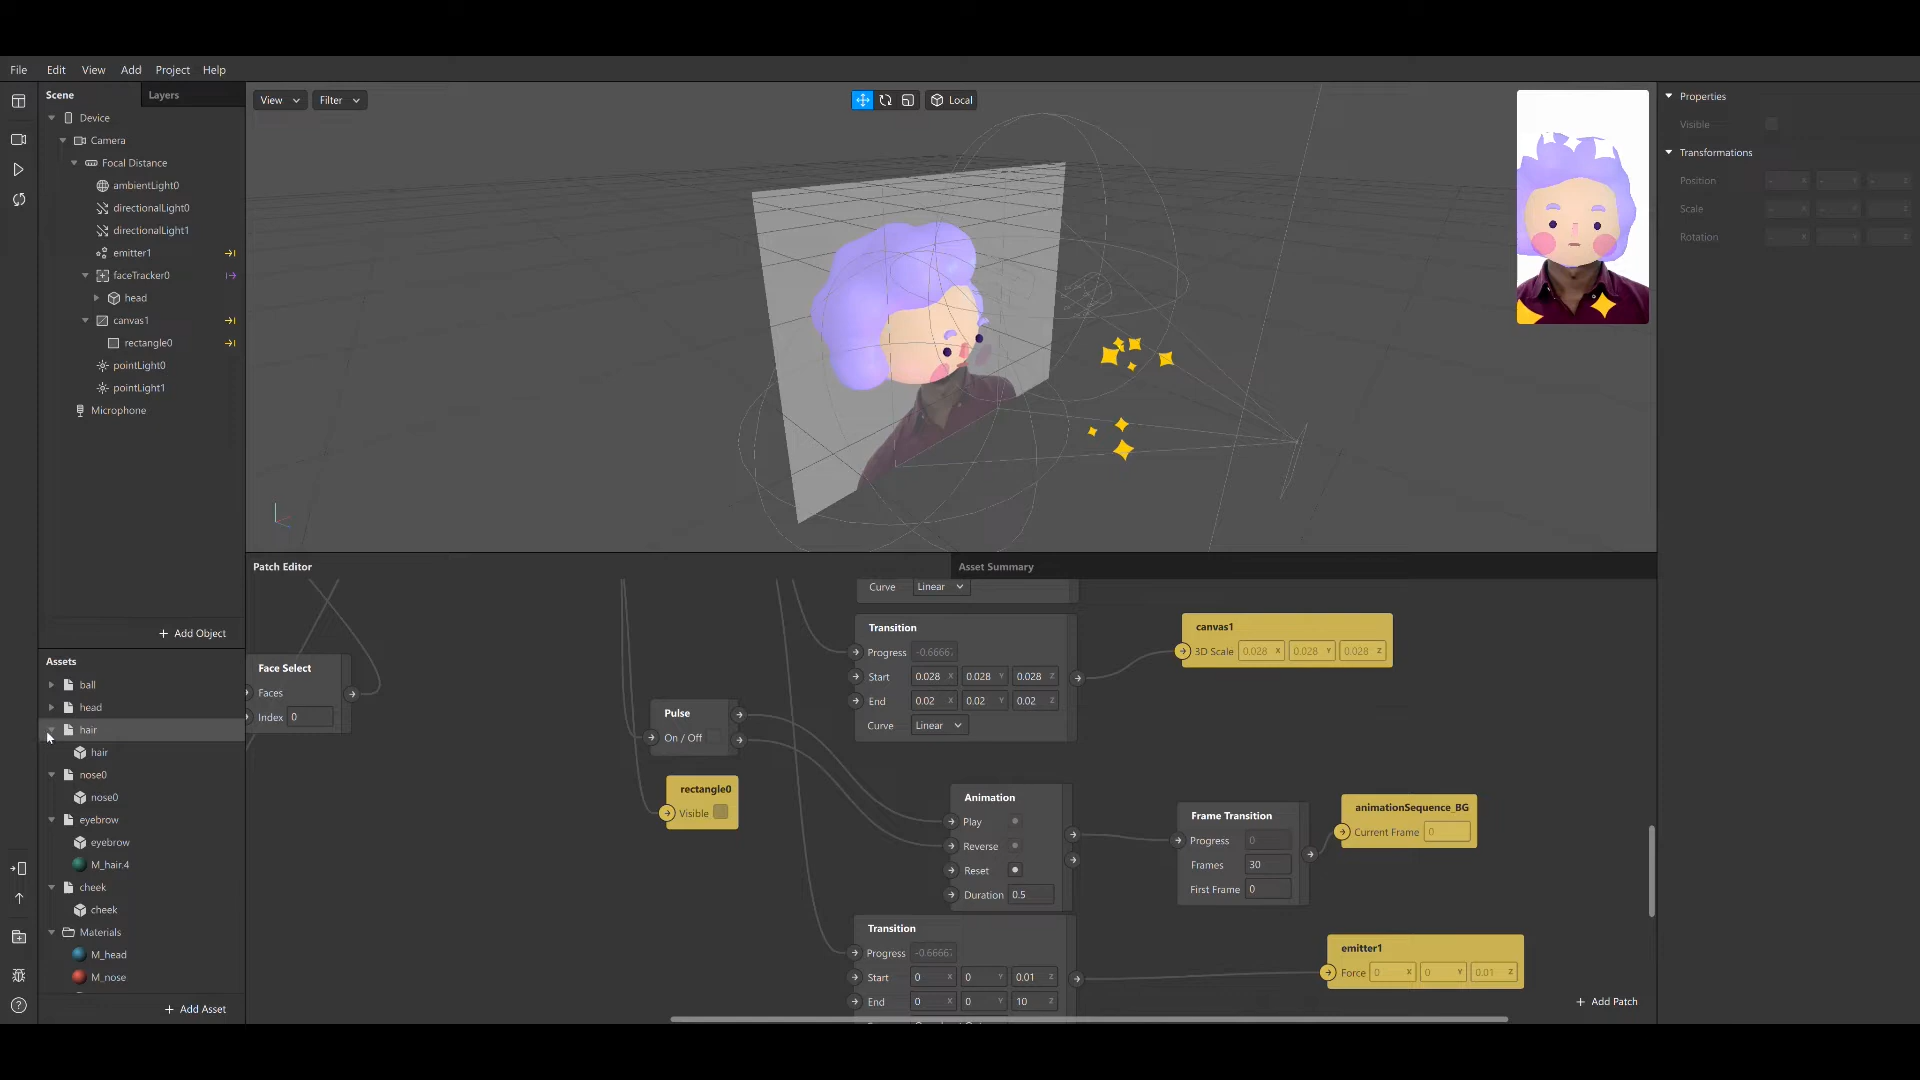 File Edit View Add Project Help
Scene Layers
Device
Camera
Focal Distance
ambientLight0
directionalLight0
directionalLight1
emitter1
faceTracker0
head
canvas1
rectangle0
pointLight0
pointLight1
Microphone
+ Add Object
Assets
ball
head
hair
hair
nose0
nose0
eyebrow
eyebrow
M_hair.4
cheek
cheek
Materials
M_head
M_nose
+ Add Asset
View Filter
Local
Properties
Visible
Transformations
Position - X - Y - Z
Scale - X - Y - Z
Rotation - X - Y - Z
Patch Editor
Asset Summary
Face Select
Faces
Index 0
Pulse
On / Off
rectangle0
Visible
Curve Linear
Transition
Progress -0.6666
Start 0.028 X 0.028 Y 0.028 Z
End 0.02 X 0.02 Y 0.02 Z
Curve Linear
canvas1
3D Scale 0.028 X 0.028 Y 0.028 Z
Animation
Play
Reverse
Reset
Duration 0.5
Frame Transition
Progress 0
Frames 30
First Frame 0
animationSequence_BG
Current Frame 0
Transition
Progress -0.6666
Start 0 X 0 Y 0.01 Z
End 0 X 0 Y 10 Z
emitter1
Force 0 X 0 Y 0.01 Z
+ Add Patch